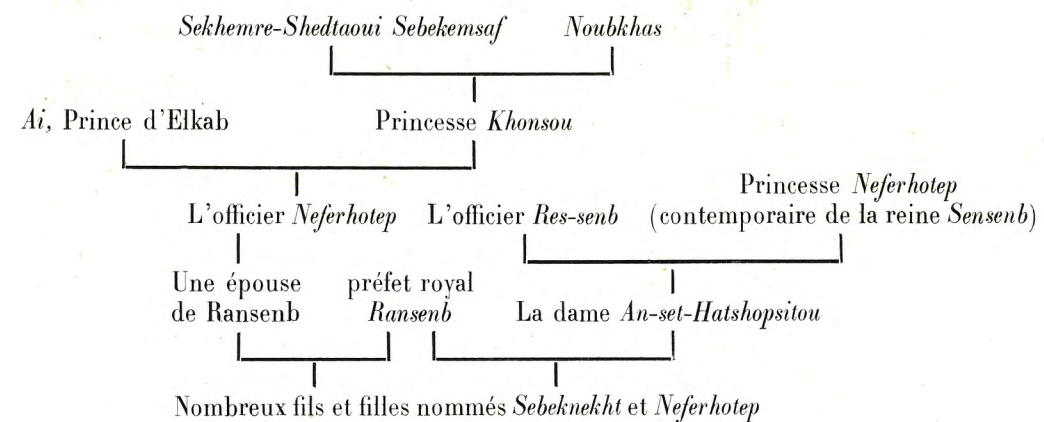 Sekhemre-Shedtaoui Sebekemsaf Noubkhas
Ai, Prince d'Elkab Princesse Khonsou
Princesse Neferhotep
L'officier Neferhotep L'officier Res-senb (contemporaire de la reine Sensenb)
Une épouse préfet royal
de Ransenb Ransenb La dame An-set-Hatshopsitou
Nombreux fils et filles nommés Sebeknekht et Neferhotep